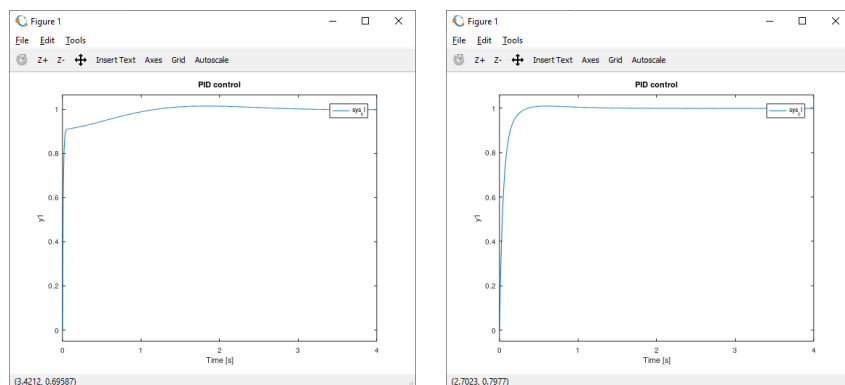 Figure 1
File Edit Tools
Z+ Z- Insert Text Axes Grid Autoscale
PID control
sys_l
c
1
0.8
0.6
0.4
0.2
0
y1
0 1 2 3 4
Time [s]
(3.4212, 0.69587)
Figure 1
File Edit Tools
Z+ Z- Insert Text Axes Grid Autoscale
PID control
sys_l
c
1
0.8
0.6
0.4
0.2
0
y1
0 1 2 3 4
Time [s]
(2.7023, 0.7977)